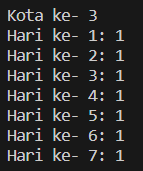 Kota ke- 3
Hari ke- 1: 1
Hari ke- 2: 1
Hari ke- 3: 1
Hari ke- 4: 1
Hari ke- 5: 1
Hari ke- 6: 1
Hari ke- 7: 1